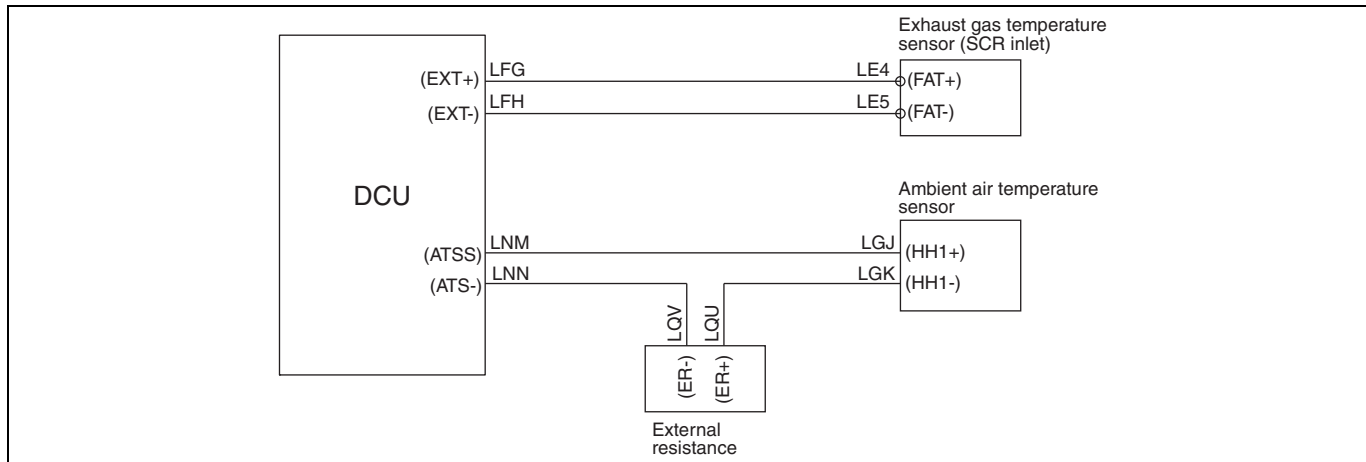 Exhaust gas temperature
sensor (SCR inlet)
(EXT+) LFG LE4 (FAT+)
(EXT-) LFH LE5 (FAT-)
DCU
Ambient air temperature
sensor
(ATSS) LNM LGJ (HH1+)
(ATS-) LNN LGK (HH1-)
LQV LQU
(ER-) (ER+)
External
resistance